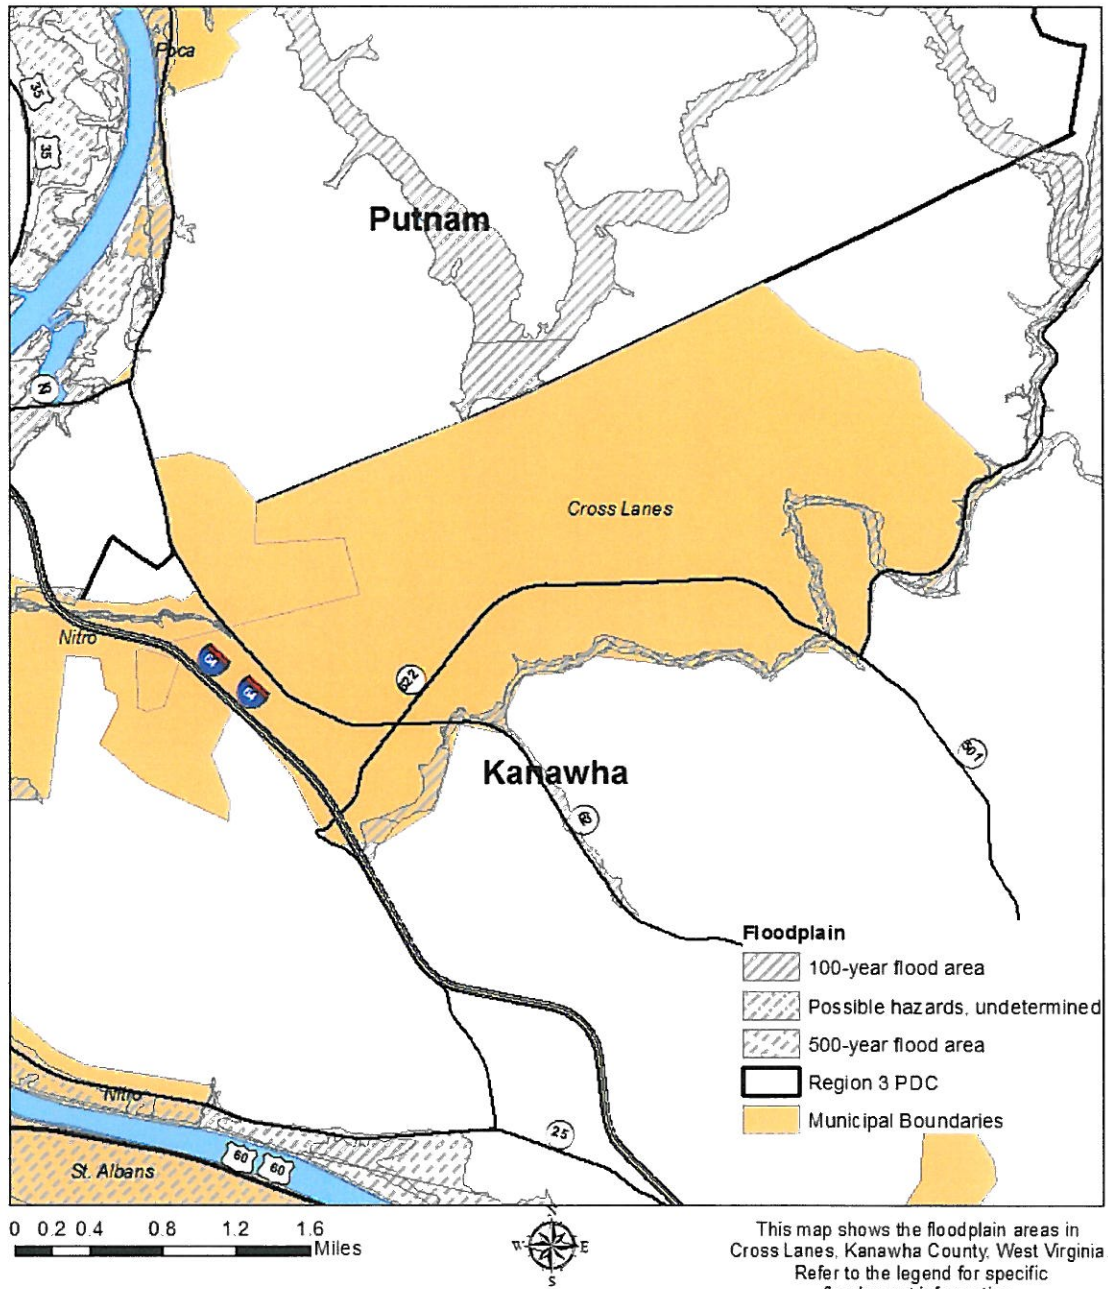 Poca
35
35
Putnam
Cross Lanes
Nitro
64
64
622
Kanawha
501
Floodplain
100-year flood area
Possible hazards, undetermined
500-year flood area
Region 3 PDC
Municipal Boundaries
Nitro
25
60 60
St. Albans
0 0.2 0.4 0.8 1.2 1.6
Miles
N
W E
S
This map shows the floodplain areas in
Cross Lanes, Kanawha County, West Virginia
Refer to the legend for specific